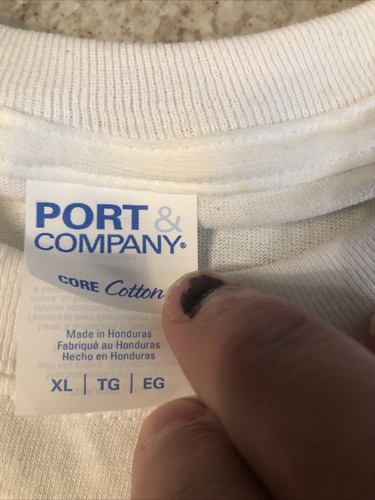 PORT &
COMPANY®
CORE Cotton
Made in Honduras
Fabriqué au Honduras
Hecho en Honduras
XL | TG | EG